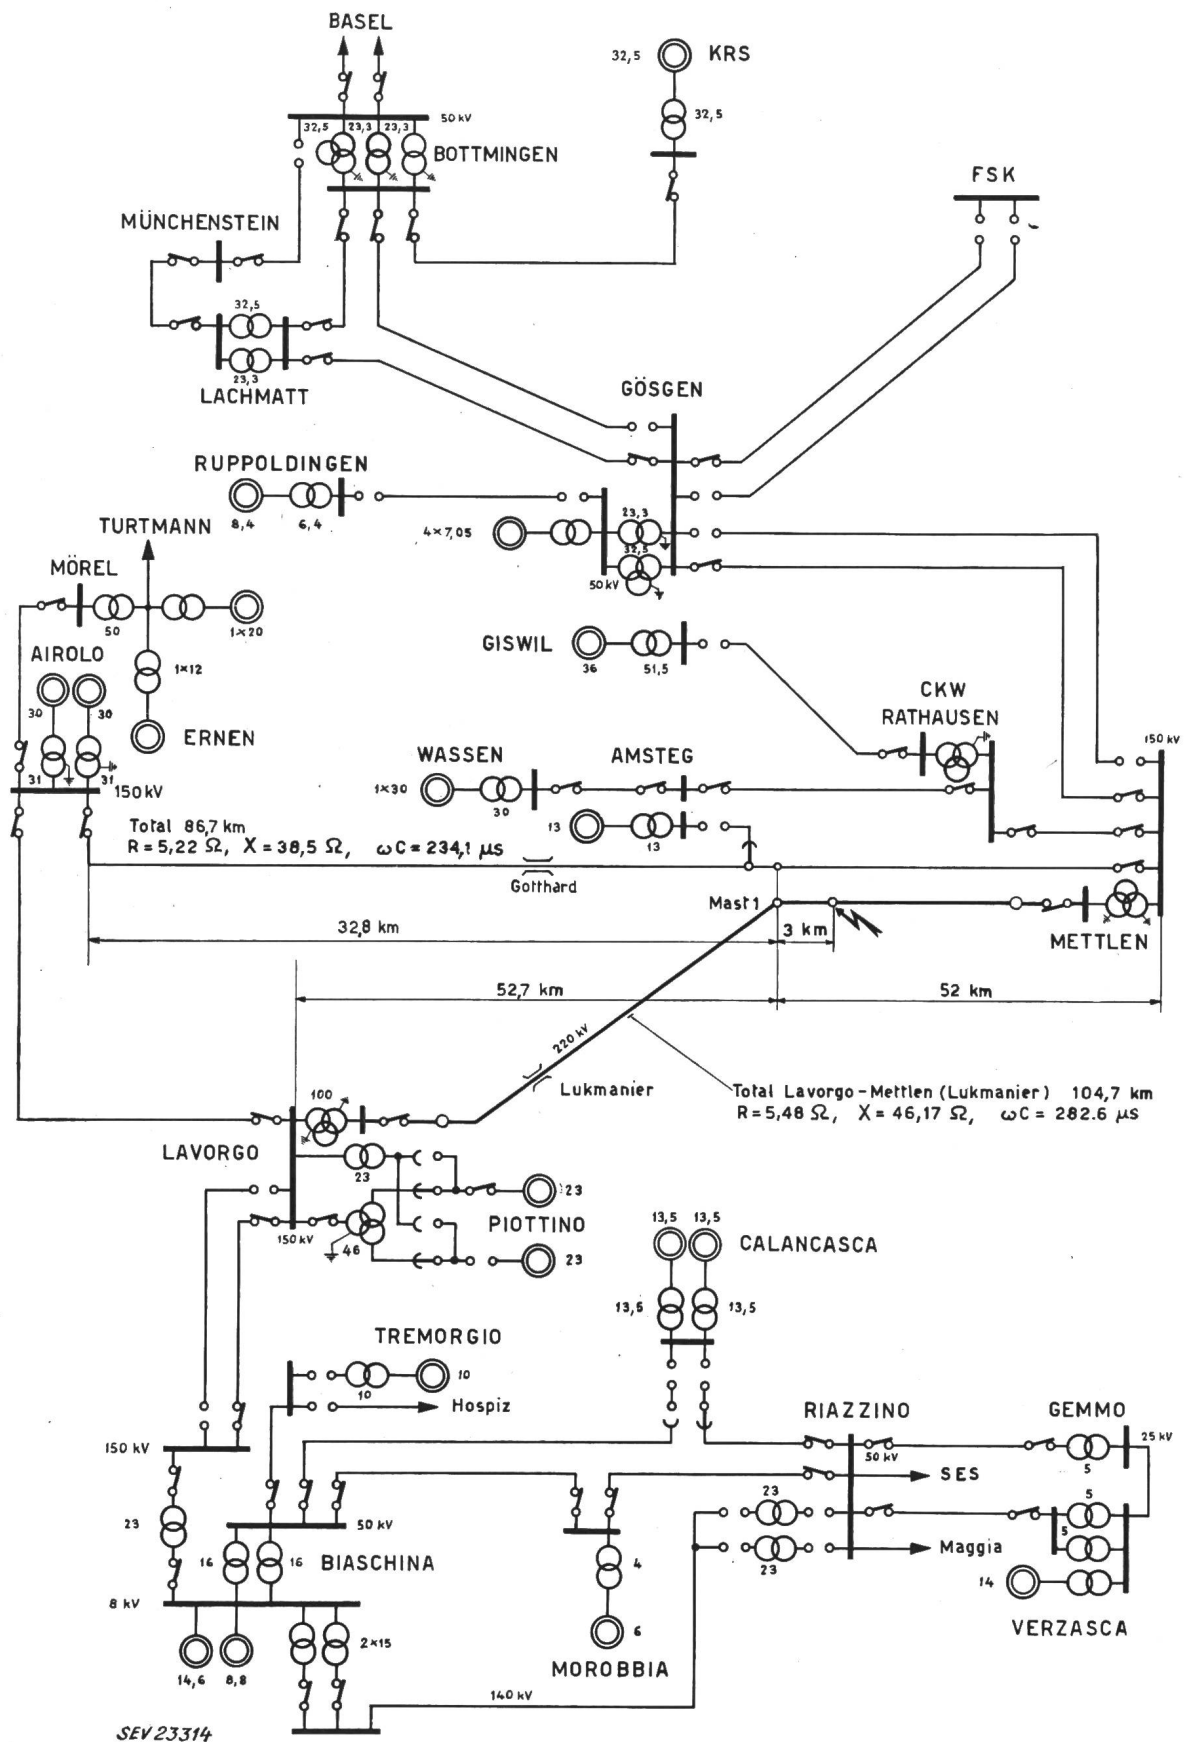 BASEL
32,5
KRS
50 kV
32,5
23,3
23,3
32,5
BOTTMINGEN
FSK
MÜNCHENSTEIN
32,5
23,3
LACHMATT
GÖSGEN
RUPPOLDINGEN
8,4
6,4
TURTMANN
4×7,05
23,3
32,5
50 kV
MÖREL
50
1×20
AIROLO
1×12
GISWIL
36
51,5
CKW
RATHAUSEN
30
30
ERNEN
WASSEN
AMSTEG
150 kV
31
31
150 kV
1×30
30
13
13
Total 86,7 km
R = 5,22 Ω, X = 38,5 Ω, ωC = 234,1 µs
Gotthard
Mast 1
32,8 km
3 km
METTLEN
52,7 km
52 km
220 kV
Lukmanier
Total Lavorgo - Mettlen (Lukmanier) 104,7 km
R = 5,48 Ω, X = 46,17 Ω, ωC = 282.6 µs
100
LAVORGO
23
23
PIOTTINO
150 kV
46
23
13,5
13,5
CALANCASCA
13,5
13,5
TREMORGIO
10
10
Hospiz
RIAZZINO
GEMMO
150 kV
50 kV
25 kV
5
SES
23
50 kV
23
5
5
16
16
BIASCHINA
4
23
Maggia
14
8 kV
VERZASCA
14,6
8,8
2×15
6
MOROBBIA
140 kV
SEV 23314